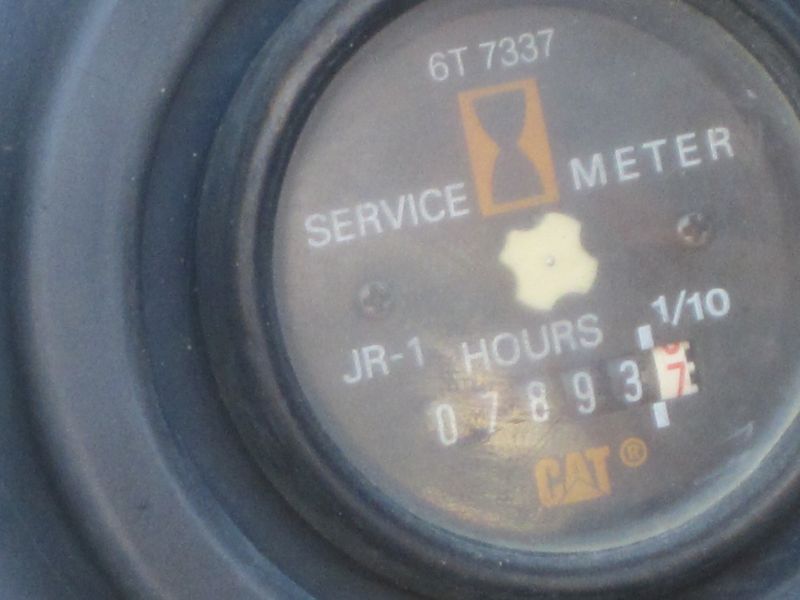 6T 7337
SERVICE METER
JR-1 HOURS 1/10
078937
CAT®